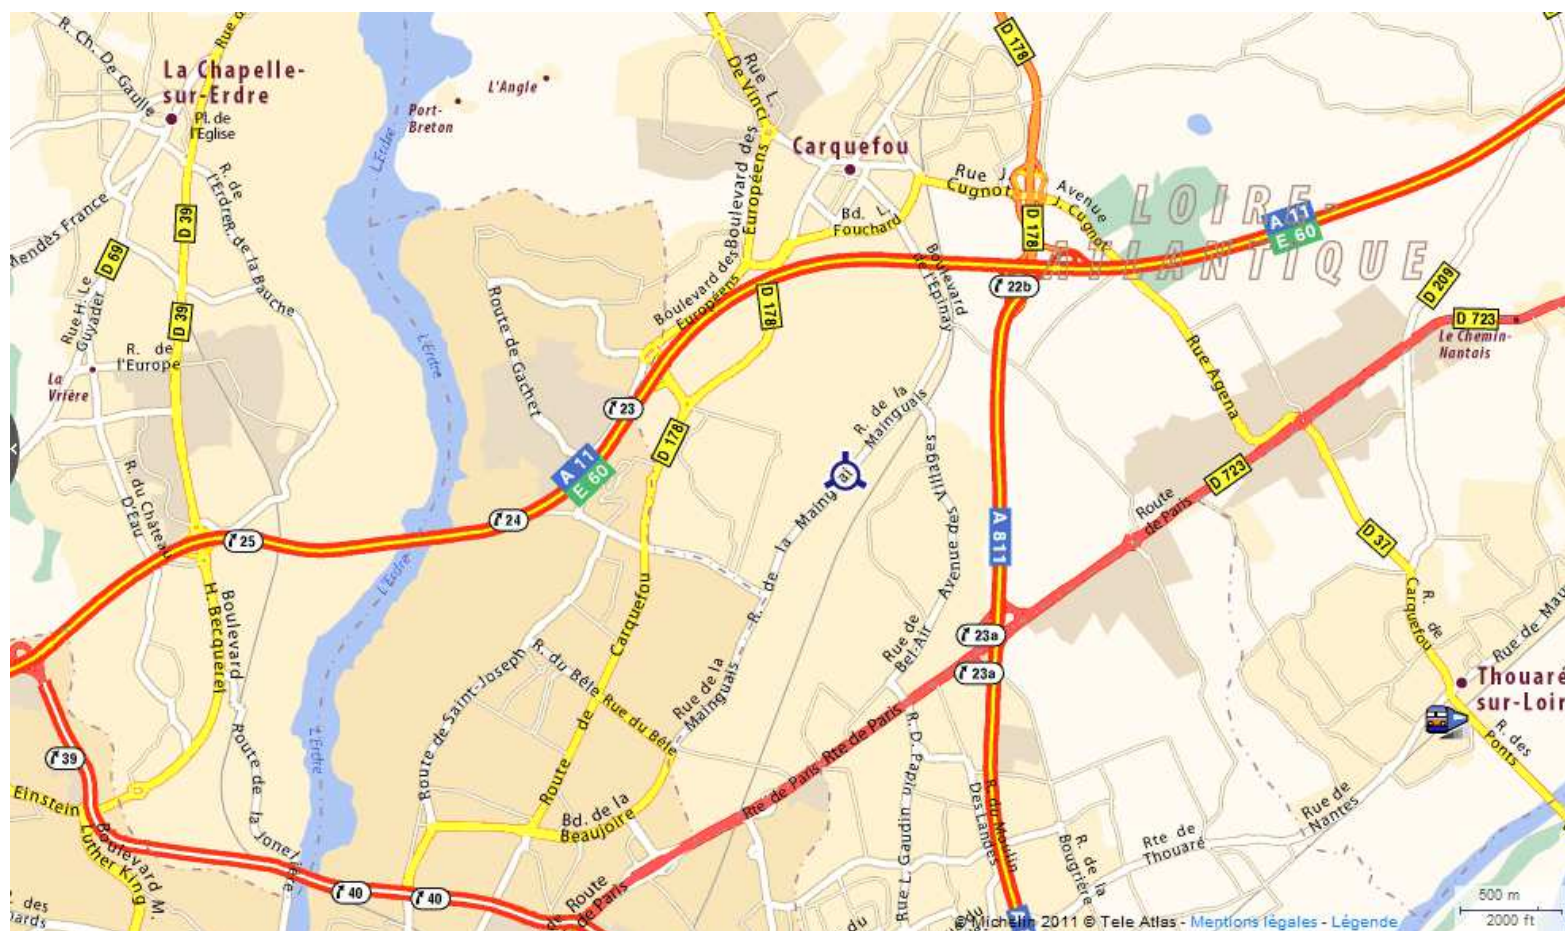 R. Ch. De Gaulle
La Chapelle-
sur-Erdre
Pl. de
l'Eglise
Port-
Breton
L'Angle
L'Erdre
Rue L.
De Vinci
D 178
Carquefou
Rue J.
Cugnot
Avenue
J. Cugnot
LOIRE-
ATLANTIQUE
A 11
E 60
R. de
l'Erdre
R. de la Bauche
Mendès France
D 39
D 69
Boulevard des
Européens
Bd. L.
Fouchard
D 178
Boulevard
de l'Epinay
22b
D 209
D 723
Le Chemin-
Nantais
Rue H. Le
Guyader
D 39
R. de
l'Europe
La
Vrière
L'Erdre
Route de Gachet
Boulevard des
Européens
D 178
Rue Agena
23
R. de la
Mainguais
D 178
A 11
E 60
ai
Avenue des Villages
D 723
Route
de Paris
R. du Château
D'Eau
25
24
R. de la Maing
A 811
D 37
L'Erdre
Boulevard
H. Becquerel
Route de Carquefou
R. de
Carquefou
Rue de
Bel-Air
23a
23a
Rue de Mau
Thouaré
sur-Loir
R. du Bêle
Rue du Bêle
Rue de la
Mainguais
Route de Saint-Joseph
L'Erdre
39
Route de la Jonelière
Rte de Paris
Rte de Paris
R. D. Papin
R. des
Ponts
Einstein
Boulevard M.
Luther King
Bd. de la
Beaujoire
Rue L. Gaudin
Des Landes
R. du Moulin
R. de la
Bougrière
Rte de
Thouaré
Rue de
Nantes
40
40
Route
de Paris
de
du
des
500 m
2000 ft
© Michelin 2011 © Tele Atlas - Mentions légales - Légende